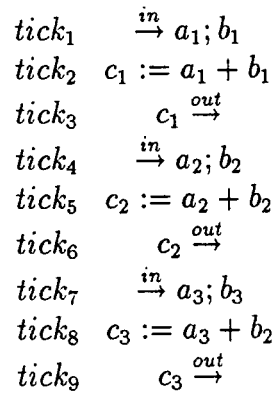 tick₁ →ⁱⁿ a₁; b₁
tick₂ c₁ := a₁ + b₁
tick₃ c₁ →ᵒᵘᵗ
tick₄ →ⁱⁿ a₂; b₂
tick₅ c₂ := a₂ + b₂
tick₆ c₂ →ᵒᵘᵗ
tick₇ →ⁱⁿ a₃; b₃
tick₈ c₃ := a₃ + b₂
tick₉ c₃ →ᵒᵘᵗ